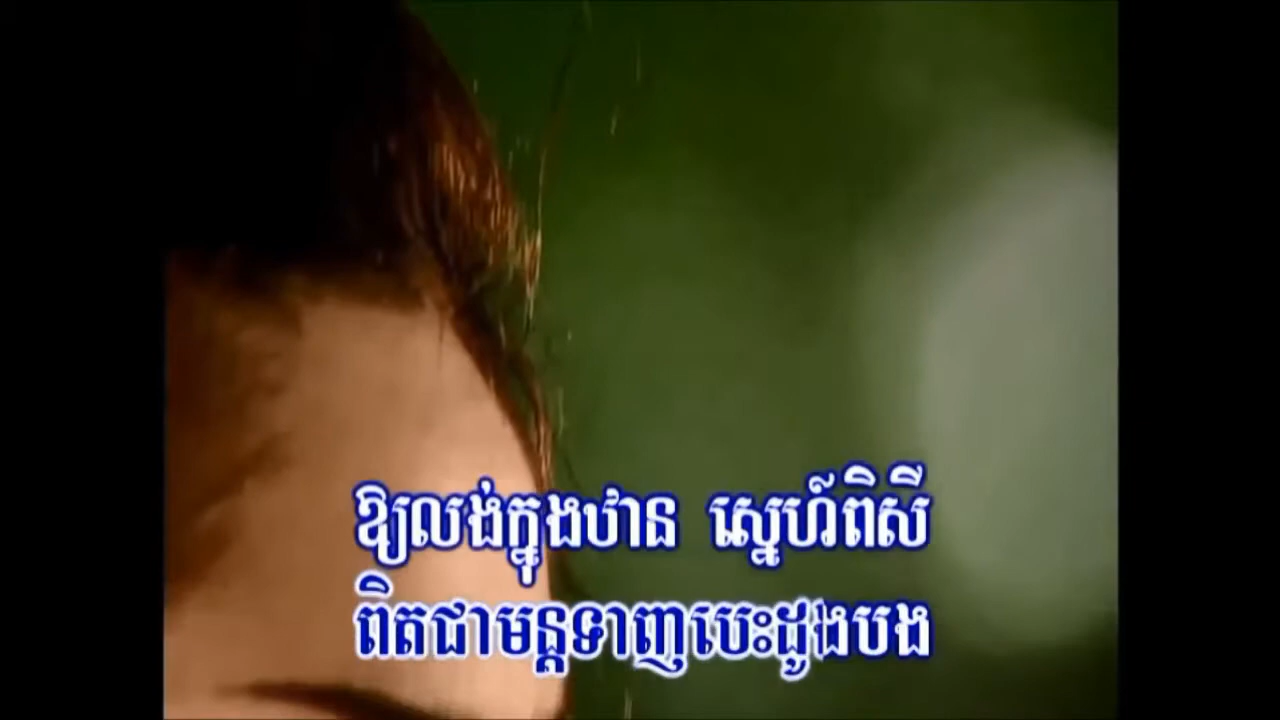 ឱ្យលង់ក្នុងឋាន ស្នេហ៍ពិសី
ពិតជាមន្តទាញបេះដូងបង